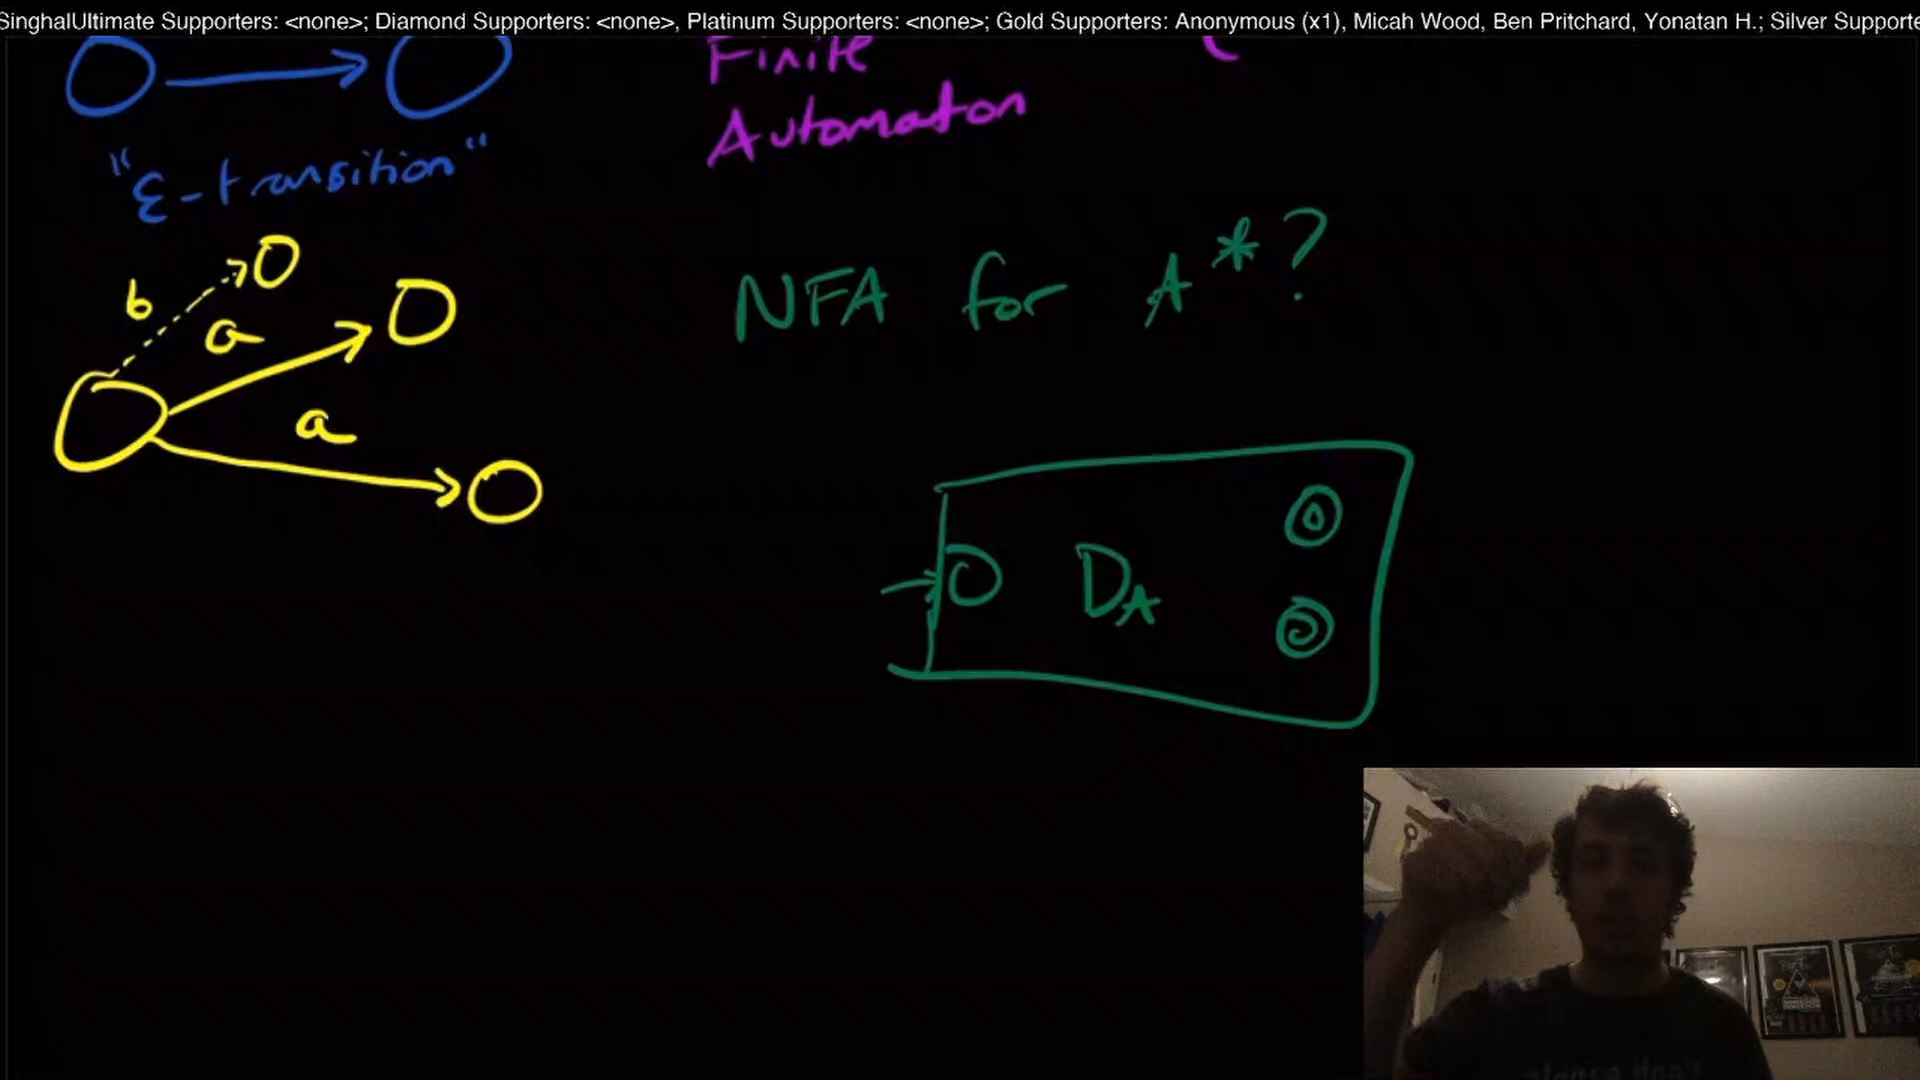 SinghalUltimate Supporters: <none>; Diamond Supporters: <none>, Platinum Supporters: <none>; Gold Supporters: Anonymous (x1), Micah Wood, Ben Pritchard, Yonatan H.; Silver Supporte
Finite
Automaton
"ε-transition"
NFA for A*?
b
a
a
D_A